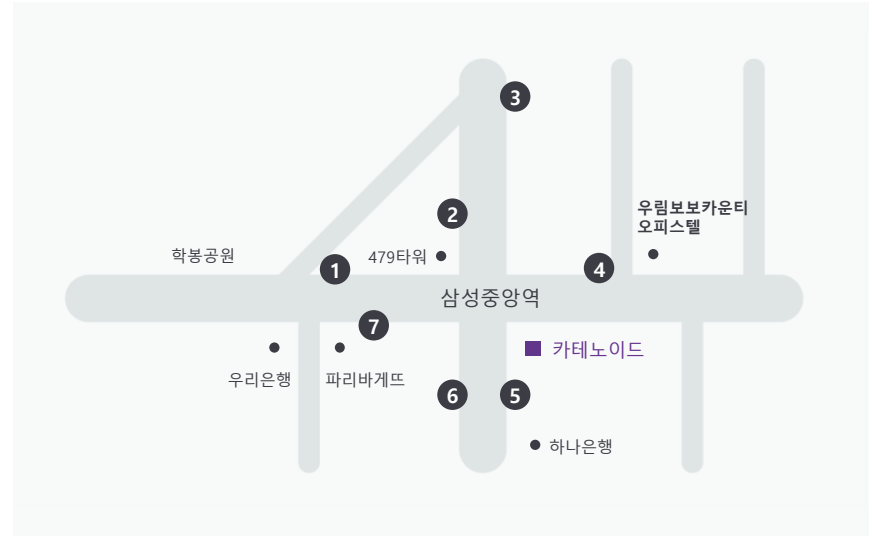 3
우림보보카운티
오피스텔
2
학봉공원
1
479타워
4
삼성중앙역
7
카테노이드
우리은행
파리바게뜨
6
5
하나은행